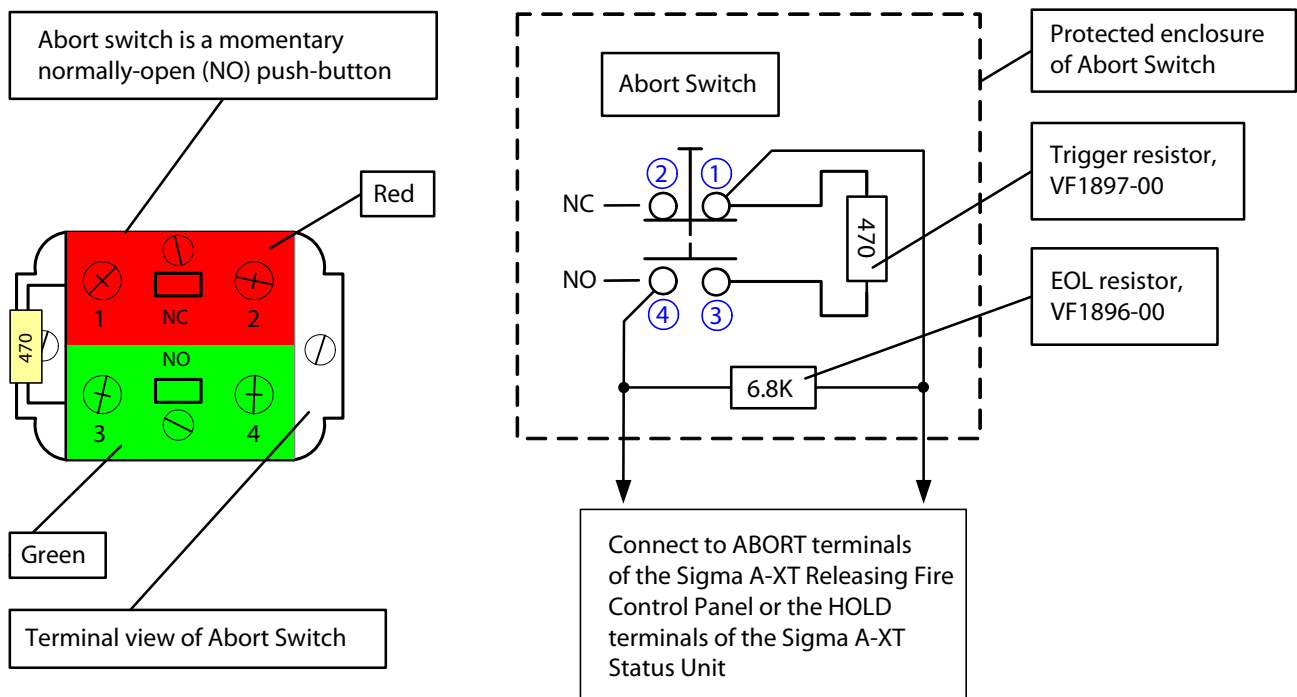 Abort switch is a momentary
normally-open (NO) push-button
Red
1
NC
2
470
NO
3
4
Green
Terminal view of Abort Switch
Abort Switch
Protected enclosure
of Abort Switch
Trigger resistor,
VF1897-00
EOL resistor,
VF1896-00
2
1
NC
470
NO
4
3
6.8K
Connect to ABORT terminals
of the Sigma A-XT Releasing Fire
Control Panel or the HOLD
terminals of the Sigma A-XT
Status Unit